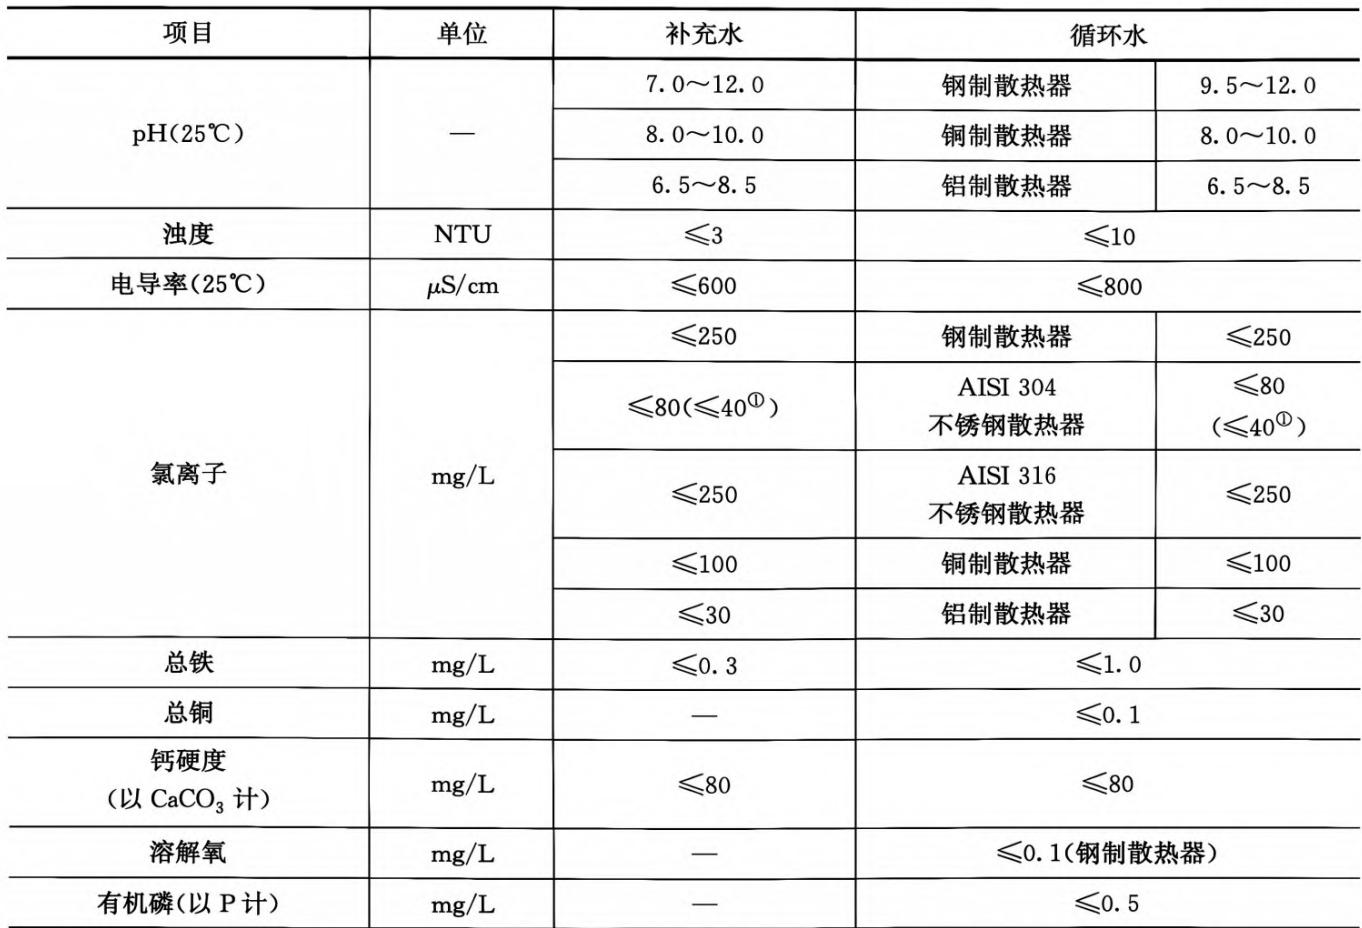 项目 单位 补充水 循环水
pH(25℃) — 7.0～12.0 钢制散热器 9.5～12.0
8.0～10.0 铜制散热器 8.0～10.0
6.5～8.5 铝制散热器 6.5～8.5
浊度 NTU ≤3 ≤10
电导率(25℃) μS/cm ≤600 ≤800
氯离子 mg/L ≤250 钢制散热器 ≤250
≤80(≤40①) AISI 304 不锈钢散热器 ≤80 (≤40①)
≤250 AISI 316 不锈钢散热器 ≤250
≤100 铜制散热器 ≤100
≤30 铝制散热器 ≤30
总铁 mg/L ≤0.3 ≤1.0
总铜 mg/L — ≤0.1
钙硬度
(以 CaCO₃ 计) mg/L ≤80 ≤80
溶解氧 mg/L — ≤0.1(钢制散热器)
有机磷(以 P 计) mg/L — ≤0.5